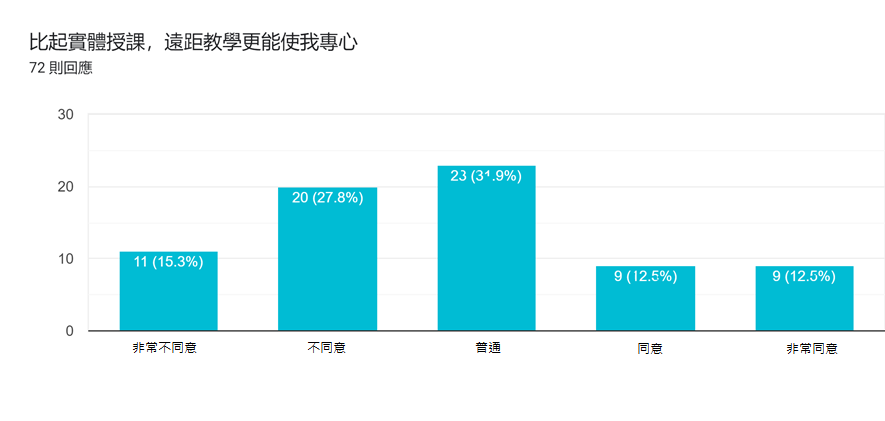 比起實體授課，遠距教學更能使我專心
72 則回應
30
20
10
0
11 (15.3%)
20 (27.8%)
23 (31.9%)
9 (12.5%)
9 (12.5%)
非常不同意
不同意
普通
同意
非常同意